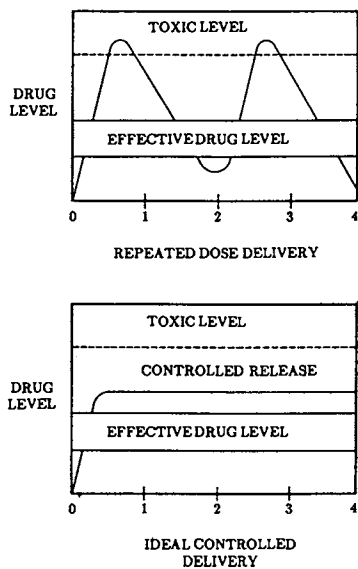 TOXIC LEVEL
DRUG
LEVEL
EFFECTIVE DRUG LEVEL
0 1 2 3 4
REPEATED DOSE DELIVERY
TOXIC LEVEL
CONTROLLED RELEASE
DRUG
LEVEL
EFFECTIVE DRUG LEVEL
0 1 2 3 4
IDEAL CONTROLLED
DELIVERY